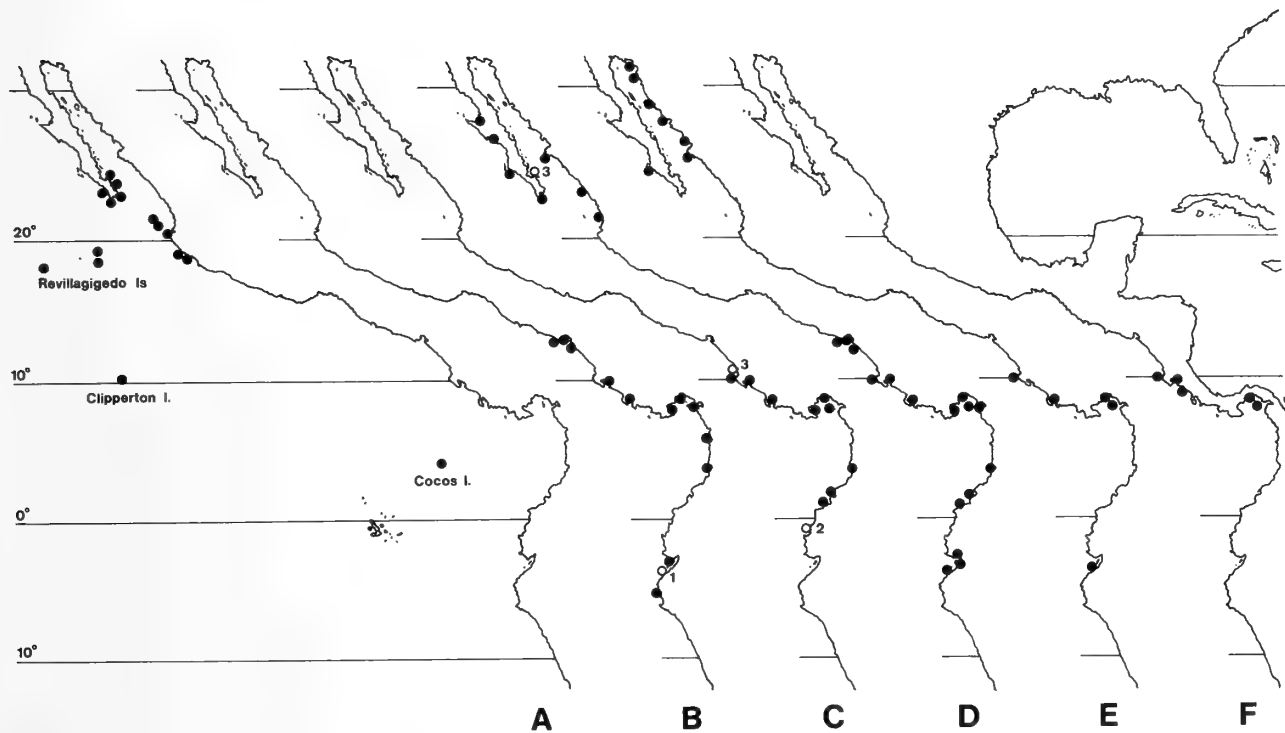 3
20°
Revillagigedo Is
3
10°
Clipperton I.
Cocos I.
0°
2
1
10°
A B C D E F